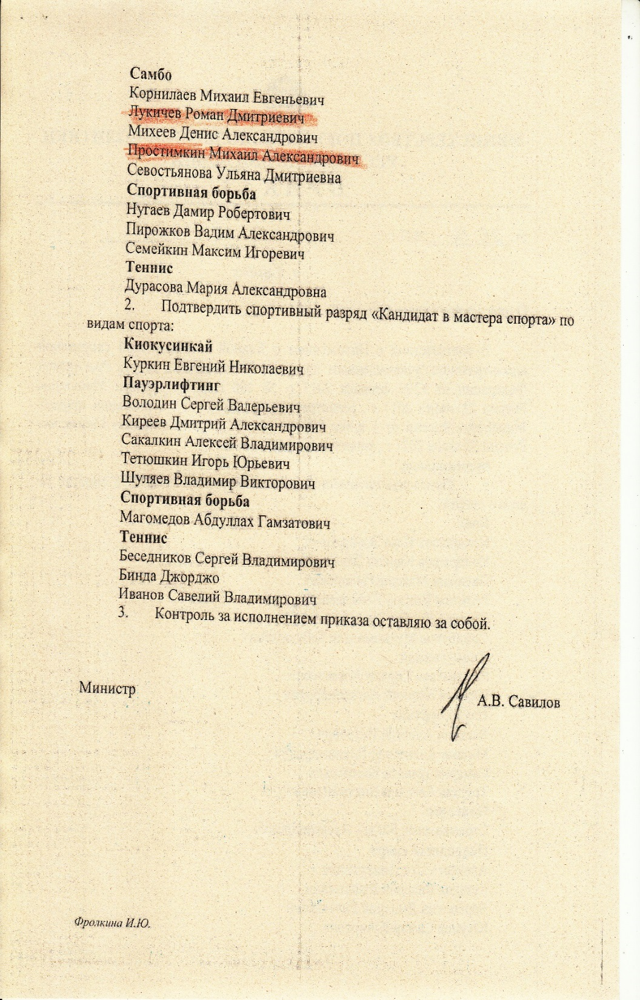 Самбо
Корнилаев Михаил Евгеньевич
Лукичев Роман Дмитриевич
Михеев Денис Александрович
Простимкин Михаил Александрович
Севостьянова Ульяна Дмитриевна
Спортивная борьба
Нугаев Дамир Робертович
Пирожков Вадим Александрович
Семейкин Максим Игоревич
Теннис
Дурасова Мария Александровна
2. Подтвердить спортивный разряд «Кандидат в мастера спорта» по
видам спорта:
Киокусинкай
Куркин Евгений Николаевич
Пауэрлифтинг
Володин Сергей Валерьевич
Киреев Дмитрий Александрович
Сакалкин Алексей Владимирович
Тетюшкин Игорь Юрьевич
Шуляев Владимир Викторович
Спортивная борьба
Магомедов Абдуллах Гамзатович
Теннис
Беседников Сергей Владимирович
Бинда Джорджо
Иванов Савелий Владимирович
3. Контроль за исполнением приказа оставляю за собой.
Министр
А.В. Савилов
Фролкина И.Ю.